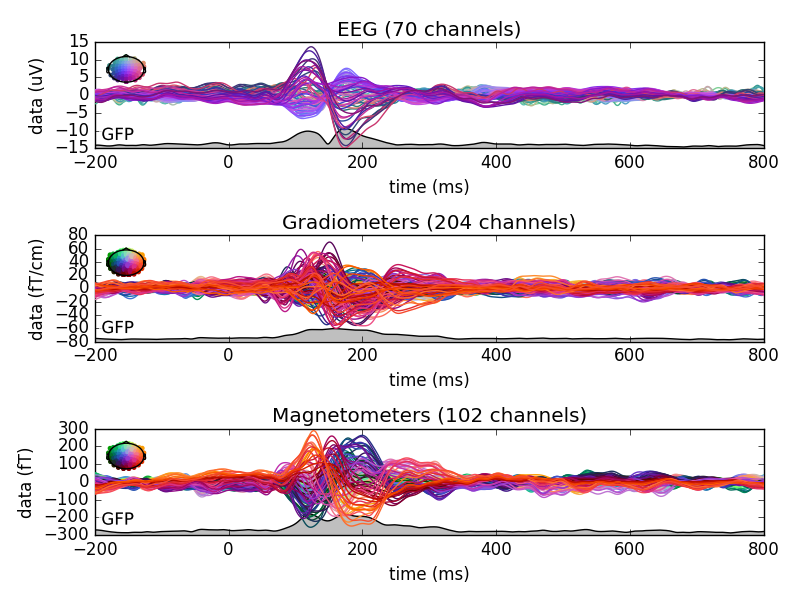 EEG (70 channels)
15
10
5
0
−5
−10
−15
data (uV)
GFP
−200 0 200 400 600 800
time (ms)
Gradiometers (204 channels)
80
60
40
20
0
−20
−40
−60
−80
data (fT/cm)
GFP
−200 0 200 400 600 800
time (ms)
Magnetometers (102 channels)
300
200
100
0
−100
−200
−300
data (fT)
GFP
−200 0 200 400 600 800
time (ms)